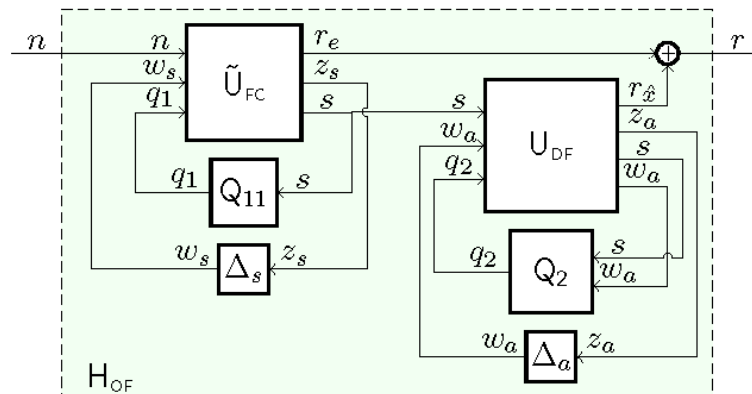 n n r_e r
w_s Ũ_FC z_s
q_1 s s r_x̂
w_a U_DF z_a
q_2 s
w_a
q_1 Q_11 s
w_s Δ_s z_s
q_2 Q_2 s
w_a
w_a Δ_a z_a
H_OF